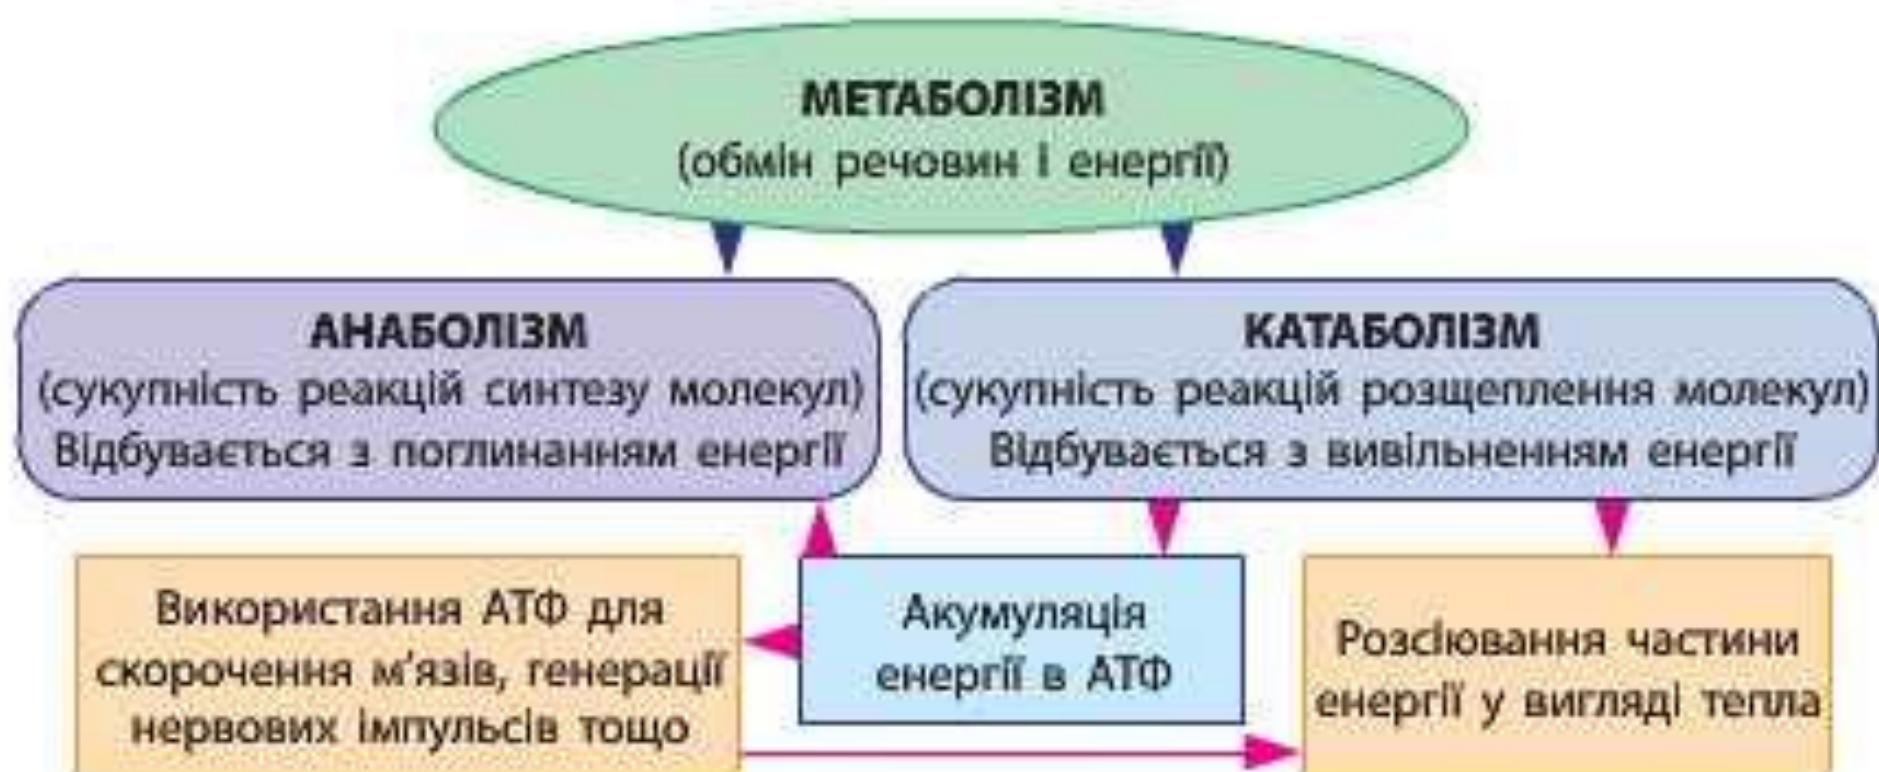 МЕТАБОЛІЗМ
(обмін речовин і енергії)
АНАБОЛІЗМ
(сукупність реакцій синтезу молекул)
Відбувається з поглинанням енергії
КАТАБОЛІЗМ
(сукупність реакцій розщеплення молекул)
Відбувається з вивільненням енергії
Використання АТФ для
скорочення м'язів, генерації
нервових імпульсів тощо
Акумуляція
енергії в АТФ
Розсіювання частини
енергії у вигляді тепла